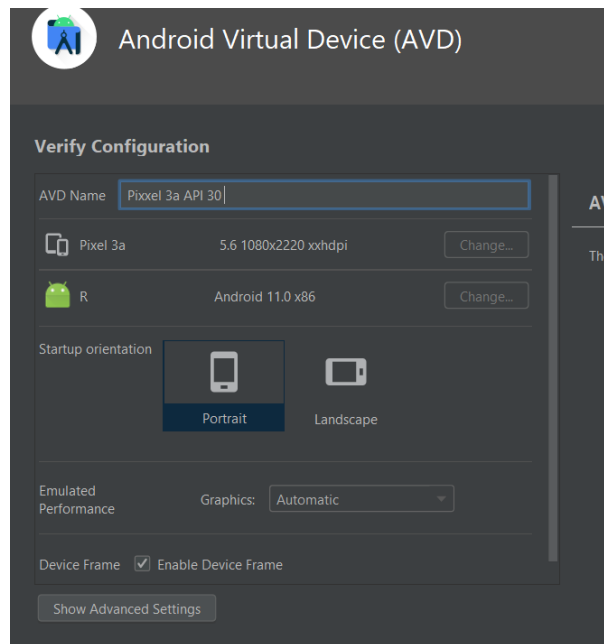 Android Virtual Device (AVD)
Verify Configuration
AVD Name Pixxel 3a API 30
Pixel 3a 5.6 1080x2220 xxhdpi Change...
R Android 11.0 x86 Change...
Startup orientation
Portrait Landscape
Emulated
Performance
Graphics: Automatic
Device Frame Enable Device Frame
Show Advanced Settings